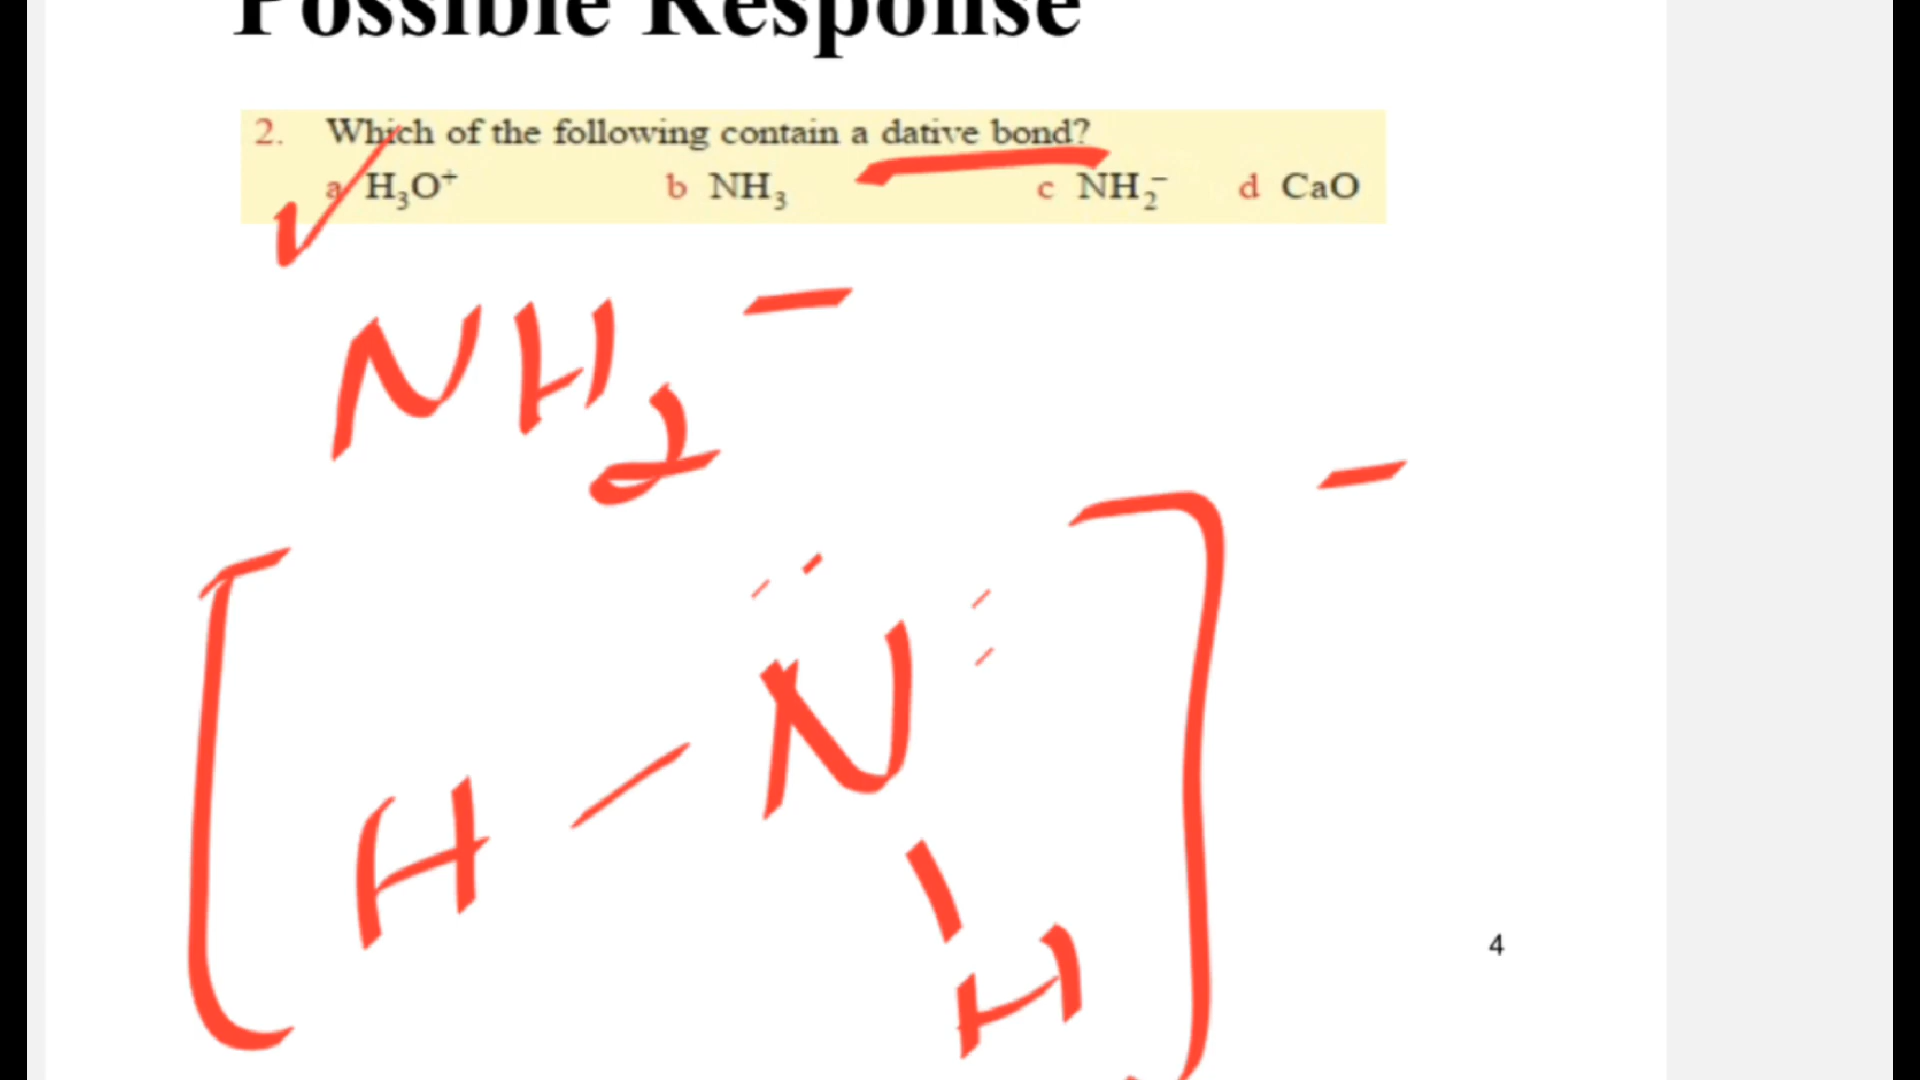 Possible Response
2. Which of the following contain a dative bond?
a H₃O⁺ b NH₃ c NH₂⁻ d CaO
NH₂⁻
[H – N̈:
H]⁻
4